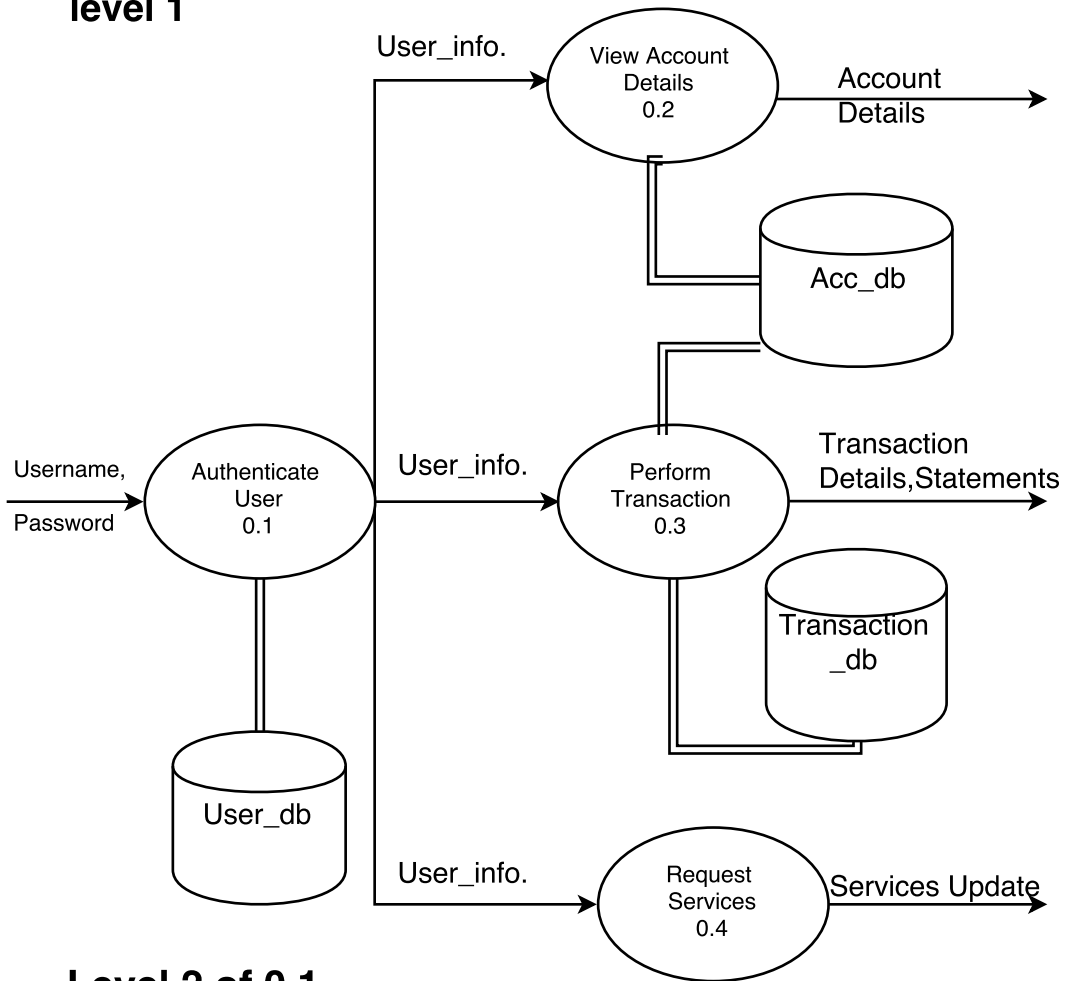 level 1
User_info.
View Account
Details
0.2
Account
Details
Acc_db
Username,
Password
Authenticate
User
0.1
User_info.
Perform
Transaction
0.3
Transaction
Details,Statements
Transaction
_db
User_db
User_info.
Request
Services
0.4
Services Update
Level 2 of 0.1